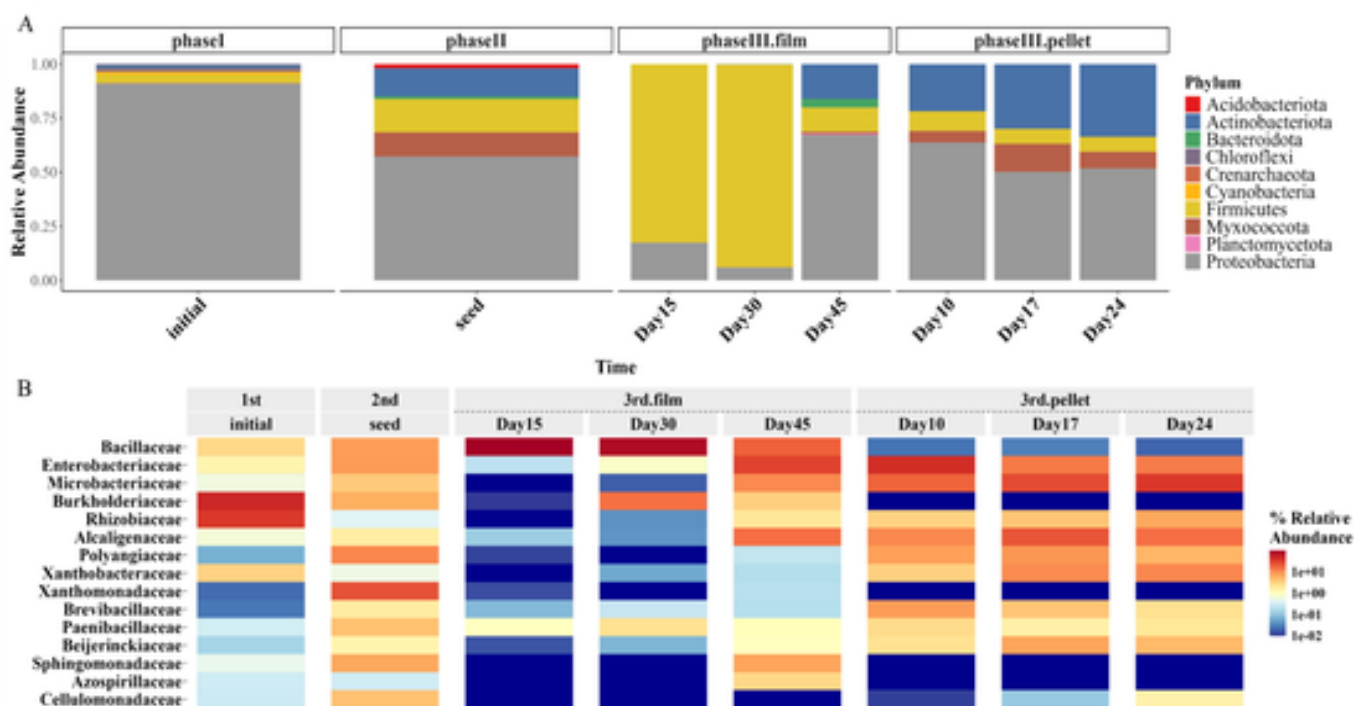 A
phaseI phaseII phaseIII.film phaseIII.pellet
Relative Abundance
1.00
0.75
0.50
0.25
0.00
initial seed Day15 Day30 Day45 Day10 Day17 Day24
Time
Phylum
Acidobacteriota
Actinobacteriota
Bacteroidota
Chloroflexi
Crenarchaeota
Cyanobacteria
Firmicutes
Myxococcota
Planctomycetota
Proteobacteria
B
1st 2nd 3rd.film 3rd.pellet
initial seed Day15 Day30 Day45 Day10 Day17 Day24
Bacillaceae
Enterobacteriaceae
Microbacteriaceae
Burkholderiaceae
Rhizobiaceae
Alcaligenaceae
Polyangiaceae
Xanthobacteraceae
Xanthomonadaceae
Brevibacillaceae
Paenibacillaceae
Beijerinckiaceae
Sphingomonadaceae
Azospirillaceae
Cellulomonadaceae
% Relative
Abundance
1e+01
1e+00
1e-01
1e-02